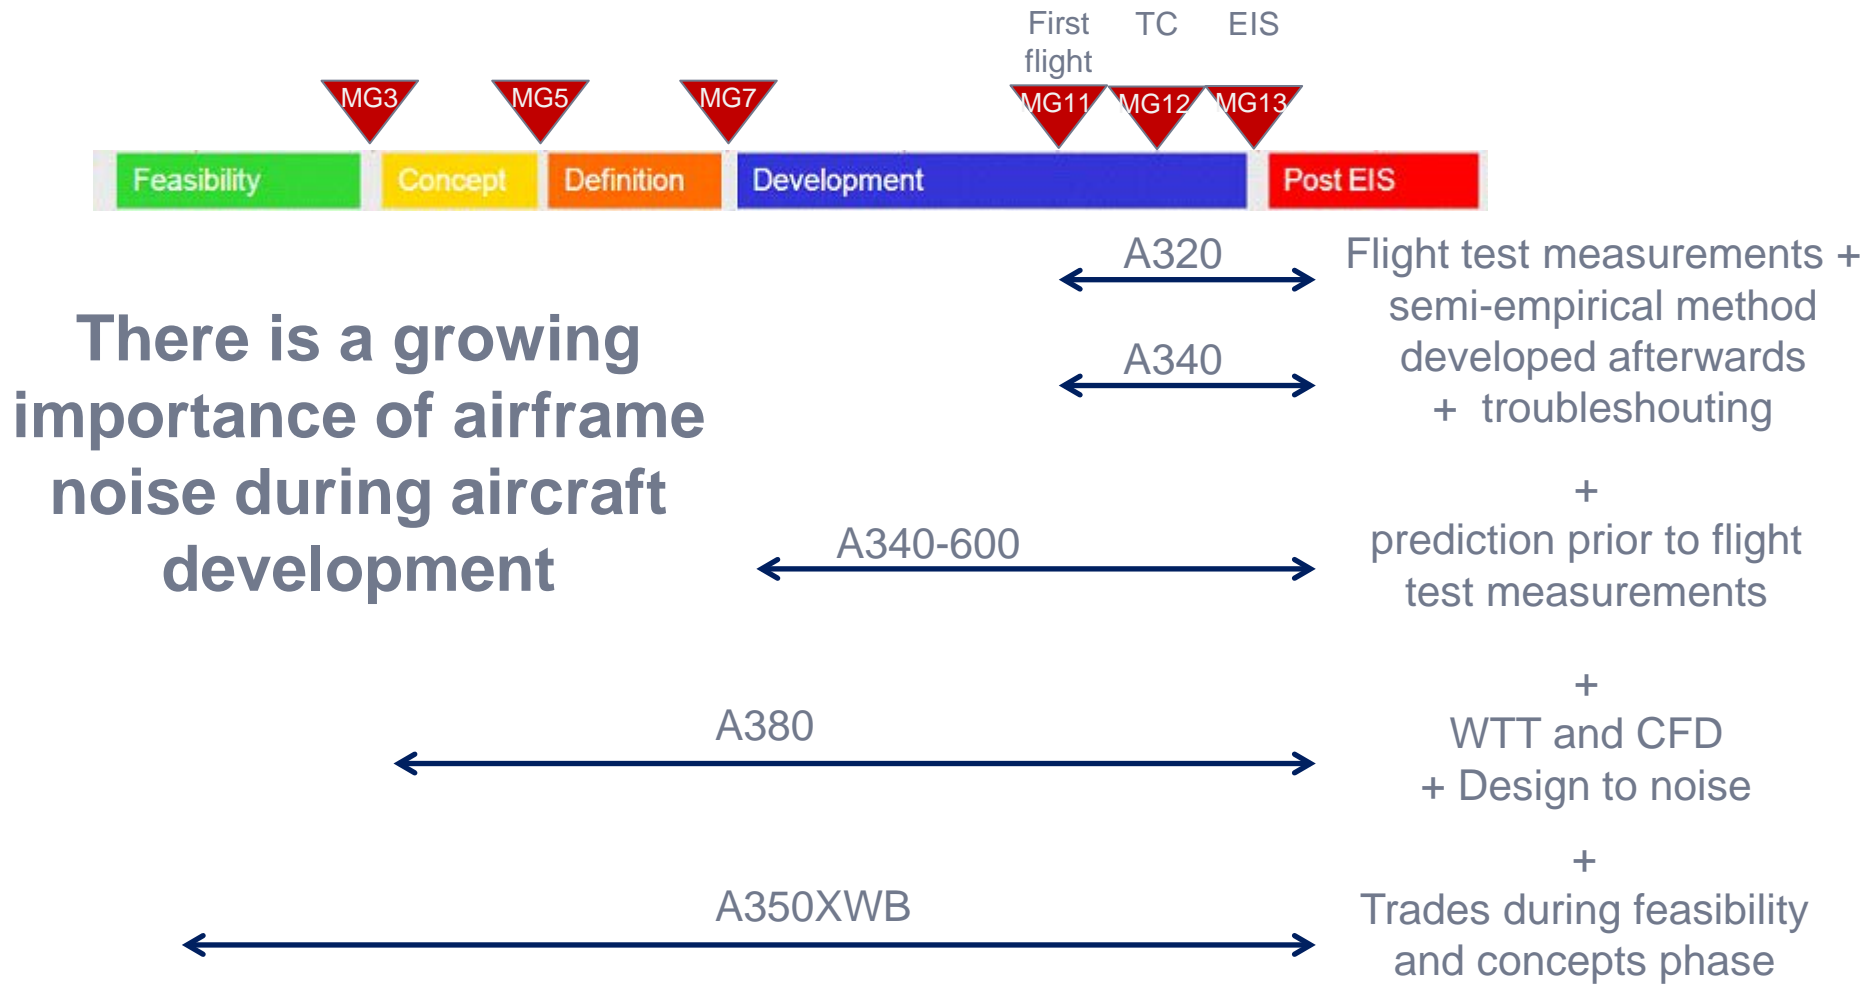 First
flight
TC
EIS
MG3
MG5
MG7
MG11
MG12
MG13
Feasibility
Concept
Definition
Development
Post EIS
There is a growing
importance of airframe
noise during aircraft
development
A320
A340
Flight test measurements +
semi-empirical method
developed afterwards
+ troubleshouting
A340-600
+
prediction prior to flight
test measurements
A380
+
WTT and CFD
+ Design to noise
A350XWB
+
Trades during feasibility
and concepts phase